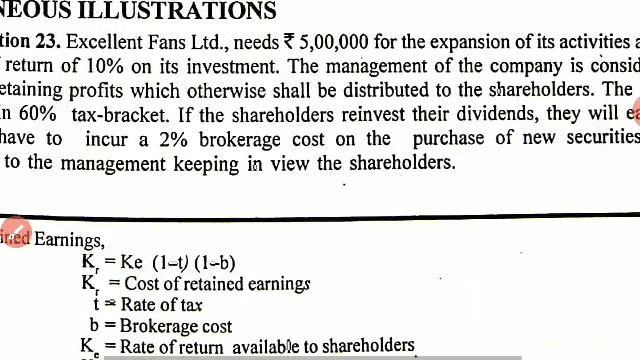 NEOUS ILLUSTRATIONS
tion 23. Excellent Fans Ltd., needs ₹ 5,00,000 for the expansion of its activities a
return of 10% on its investment. The management of the company is consid
etaining profits which otherwise shall be distributed to the shareholders. The
in 60% tax-bracket. If the shareholders reinvest their dividends, they will ea
have to incur a 2% brokerage cost on the purchase of new securities
to the management keeping in view the shareholders.
ined Earnings,
Kr = Ke (1–t) (1–b)
Kr = Cost of retained earnings
t = Rate of tax
b = Brokerage cost
Ke = Rate of return available to shareholders